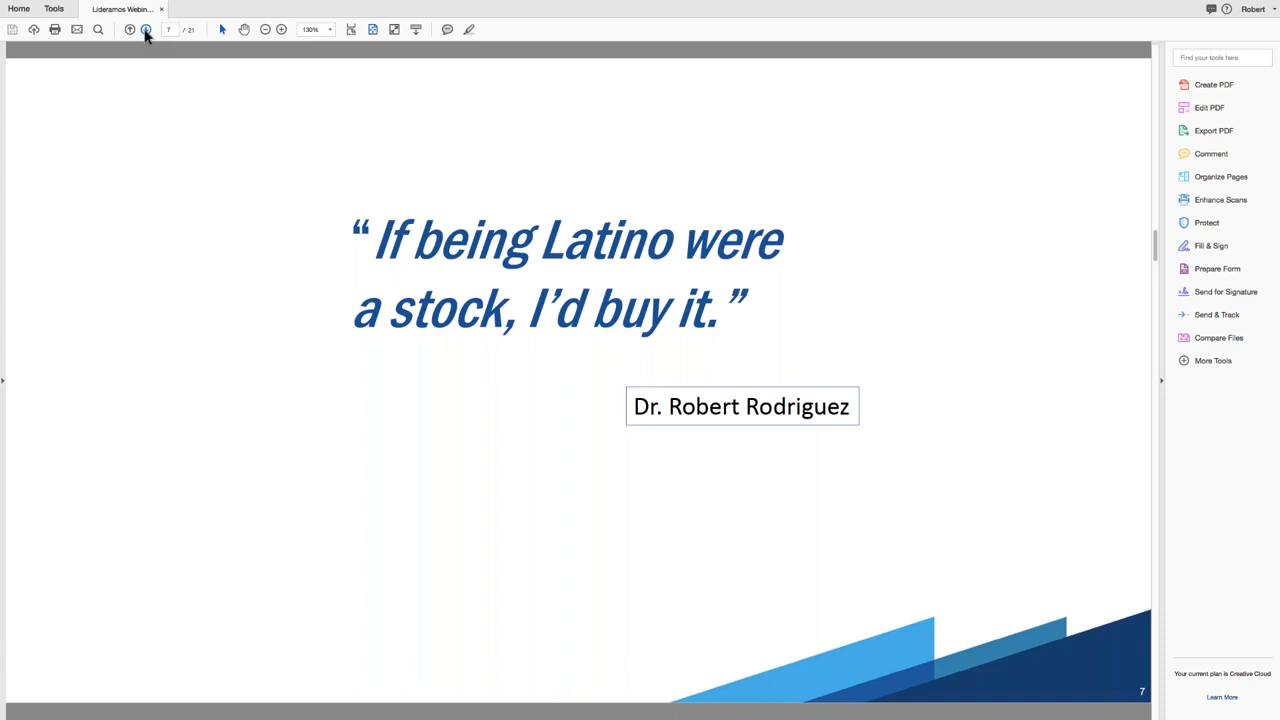 Home Tools Lideramos Webin... × Robert
7 / 21 130%
“ If being Latino were
a stock, I’d buy it.”
Dr. Robert Rodriguez
7
Find your tools here
Create PDF
Edit PDF
Export PDF
Comment
Organize Pages
Enhance Scans
Protect
Fill & Sign
Prepare Form
Send for Signature
Send & Track
Compare Files
More Tools
Your current plan is Creative Cloud
Learn More